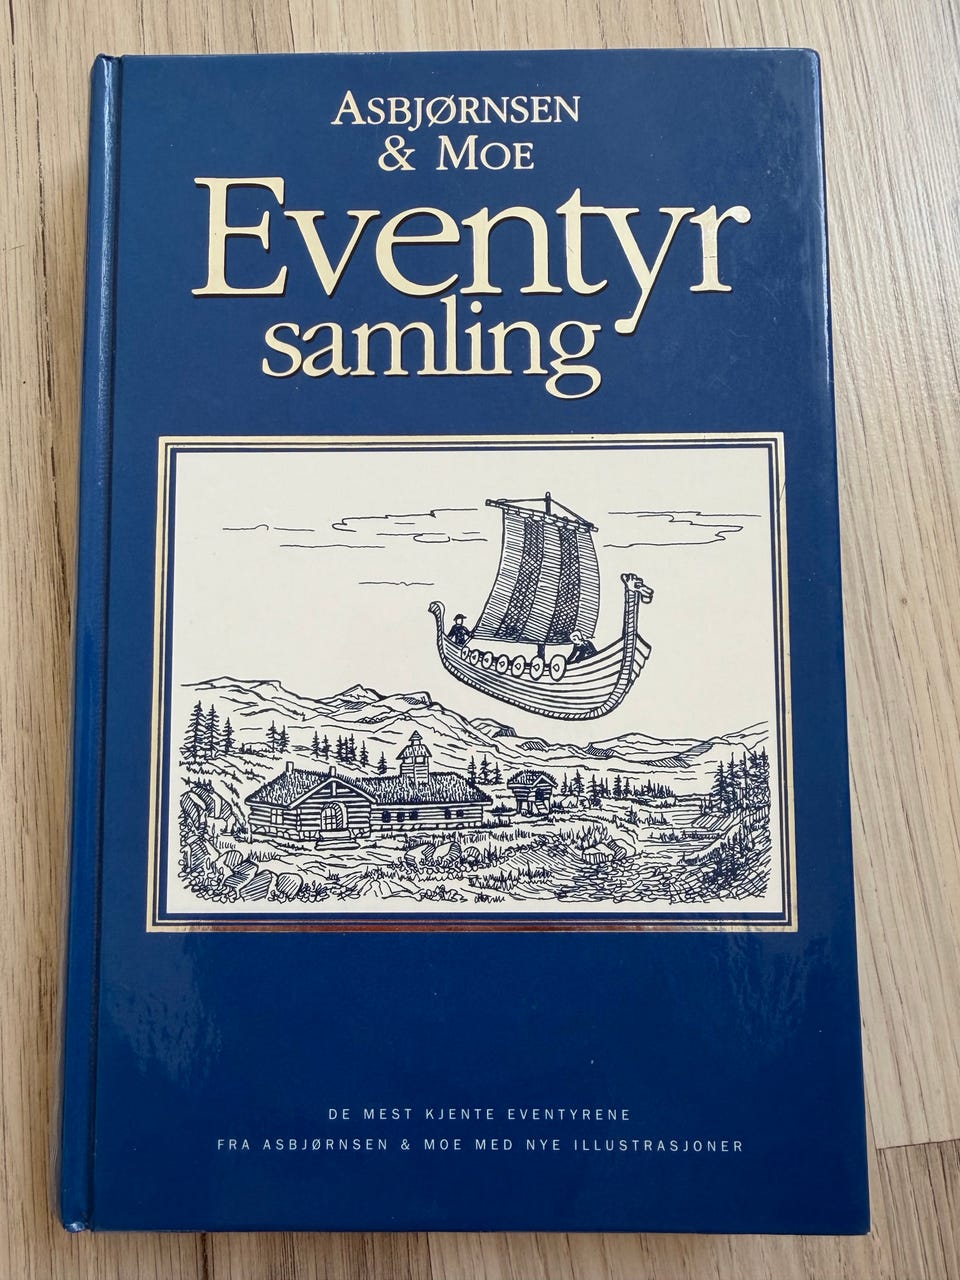 ASBJØRNSEN
& MOE
Eventyr
samling
DE MEST KJENTE EVENTYRENE
FRA ASBJØRNSEN & MOE MED NYE ILLUSTRASJONER